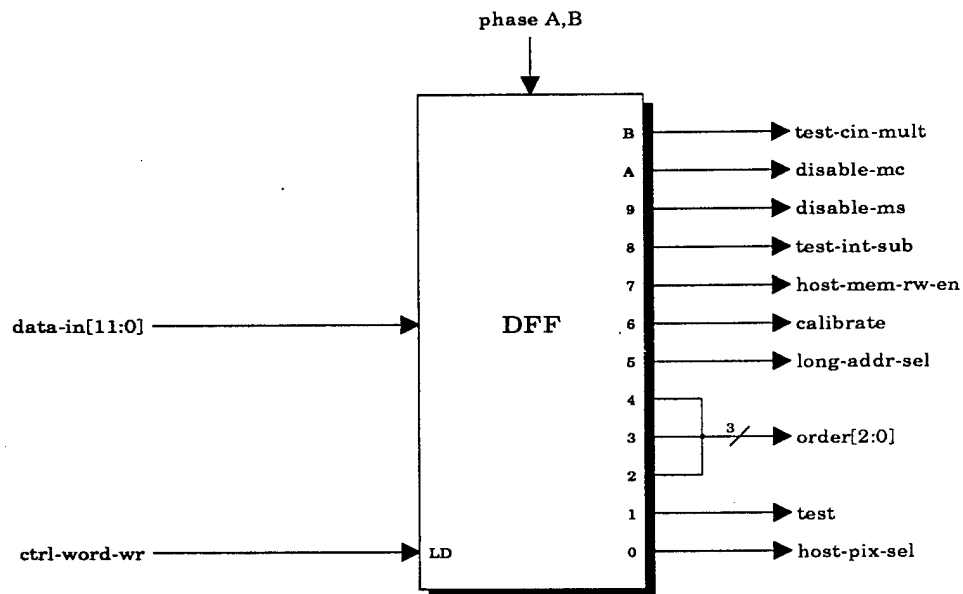 phase A,B
B test-cin-mult
A disable-mc
9 disable-ms
8 test-int-sub
7 host-mem-rw-en
data-in[11:0] DFF 6 calibrate
5 long-addr-sel
4
3 3 order[2:0]
2
1 test
ctrl-word-wr LD 0 host-pix-sel